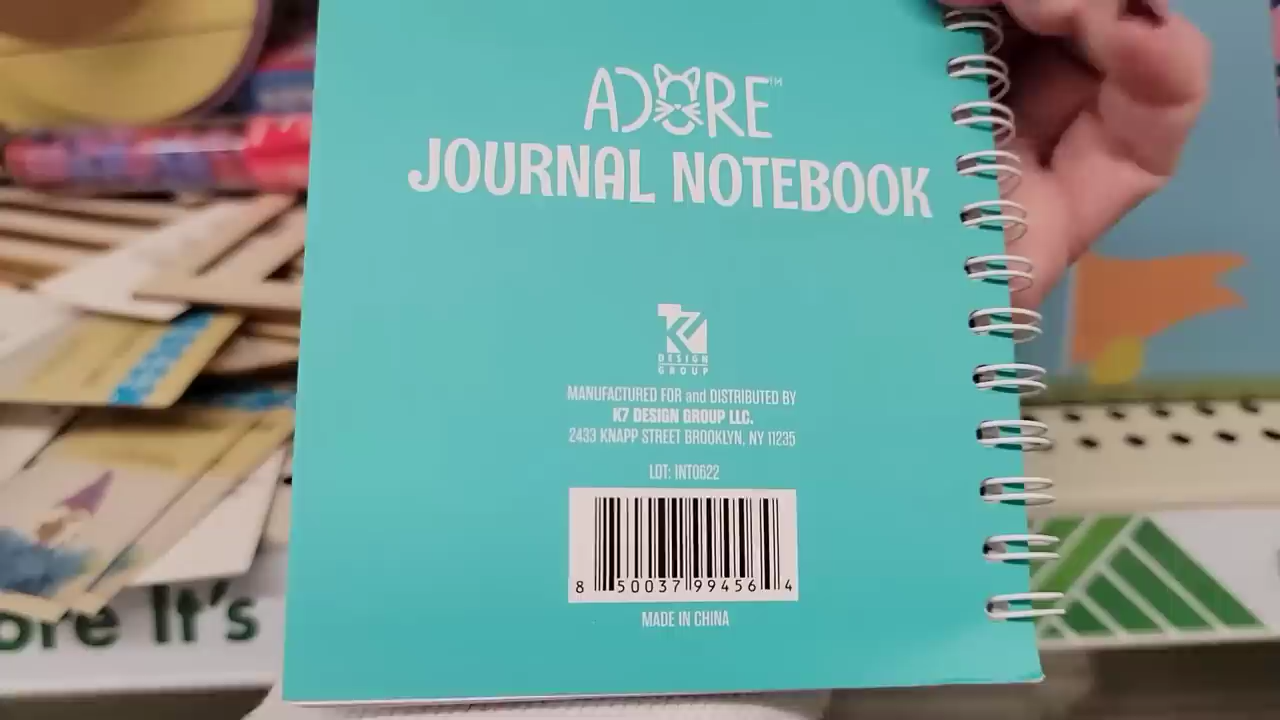 ADORE™
JOURNAL NOTEBOOK
K7
DESIGN
GROUP
MANUFACTURED FOR and DISTRIBUTED BY
K7 DESIGN GROUP LLC.
2433 KNAPP STREET BROOKLYN, NY 11235
LOT: INT0622
8 50037 99456 4
MADE IN CHINA
ore It's